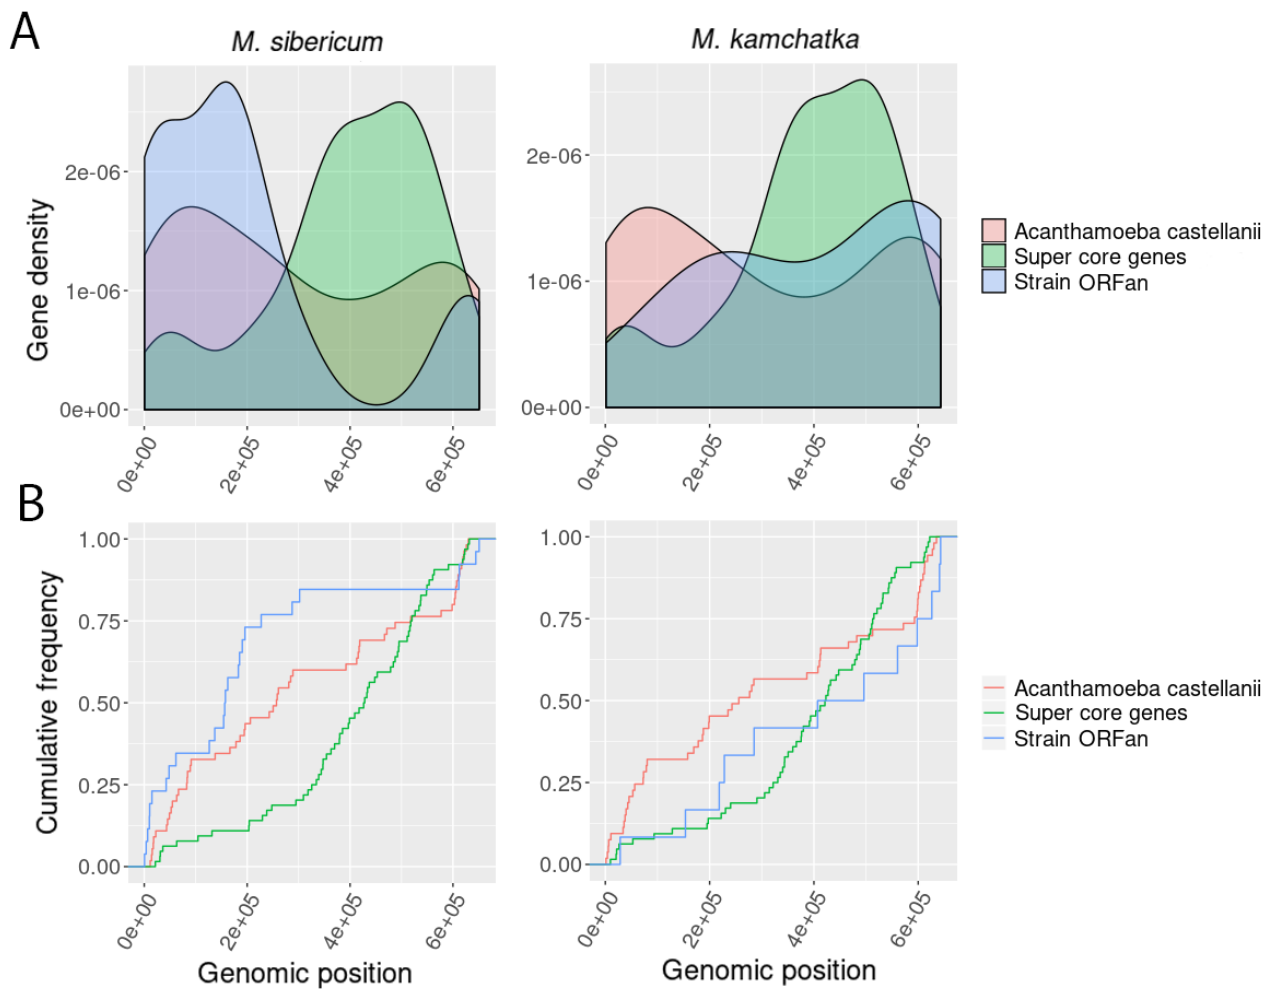 A
M. sibericum
M. kamchatka
Gene density
2e-06
1e-06
0e+00
0e+00
2e+05
4e+05
6e+05
2e-06
1e-06
0e+00
0e+00
2e+05
4e+05
6e+05
Acanthamoeba castellanii
Super core genes
Strain ORFan
B
Cumulative frequency
1.00
0.75
0.50
0.25
0.00
0e+00
2e+05
4e+05
6e+05
Genomic position
1.00
0.75
0.50
0.25
0.00
0e+00
2e+05
4e+05
6e+05
Genomic position
Acanthamoeba castellanii
Super core genes
Strain ORFan